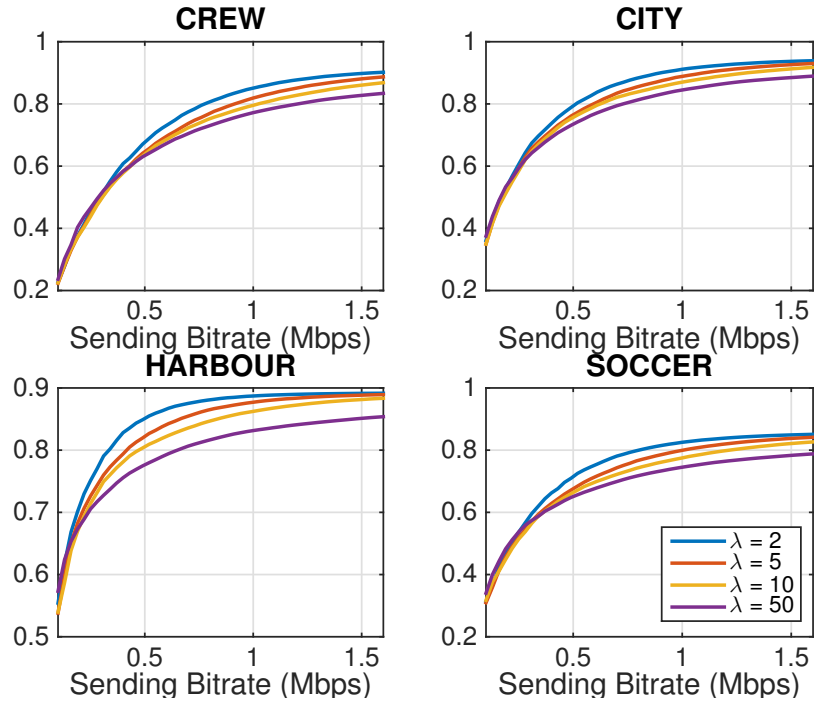 CREW
1
0.8
0.6
0.4
0.2
0.5 1 1.5
Sending Bitrate (Mbps)
CITY
1
0.8
0.6
0.4
0.2
0.5 1 1.5
Sending Bitrate (Mbps)
HARBOUR
0.9
0.8
0.7
0.6
0.5
0.5 1 1.5
Sending Bitrate (Mbps)
SOCCER
1
0.8
0.6
0.4
0.2
λ = 2
λ = 5
λ = 10
λ = 50
0.5 1 1.5
Sending Bitrate (Mbps)